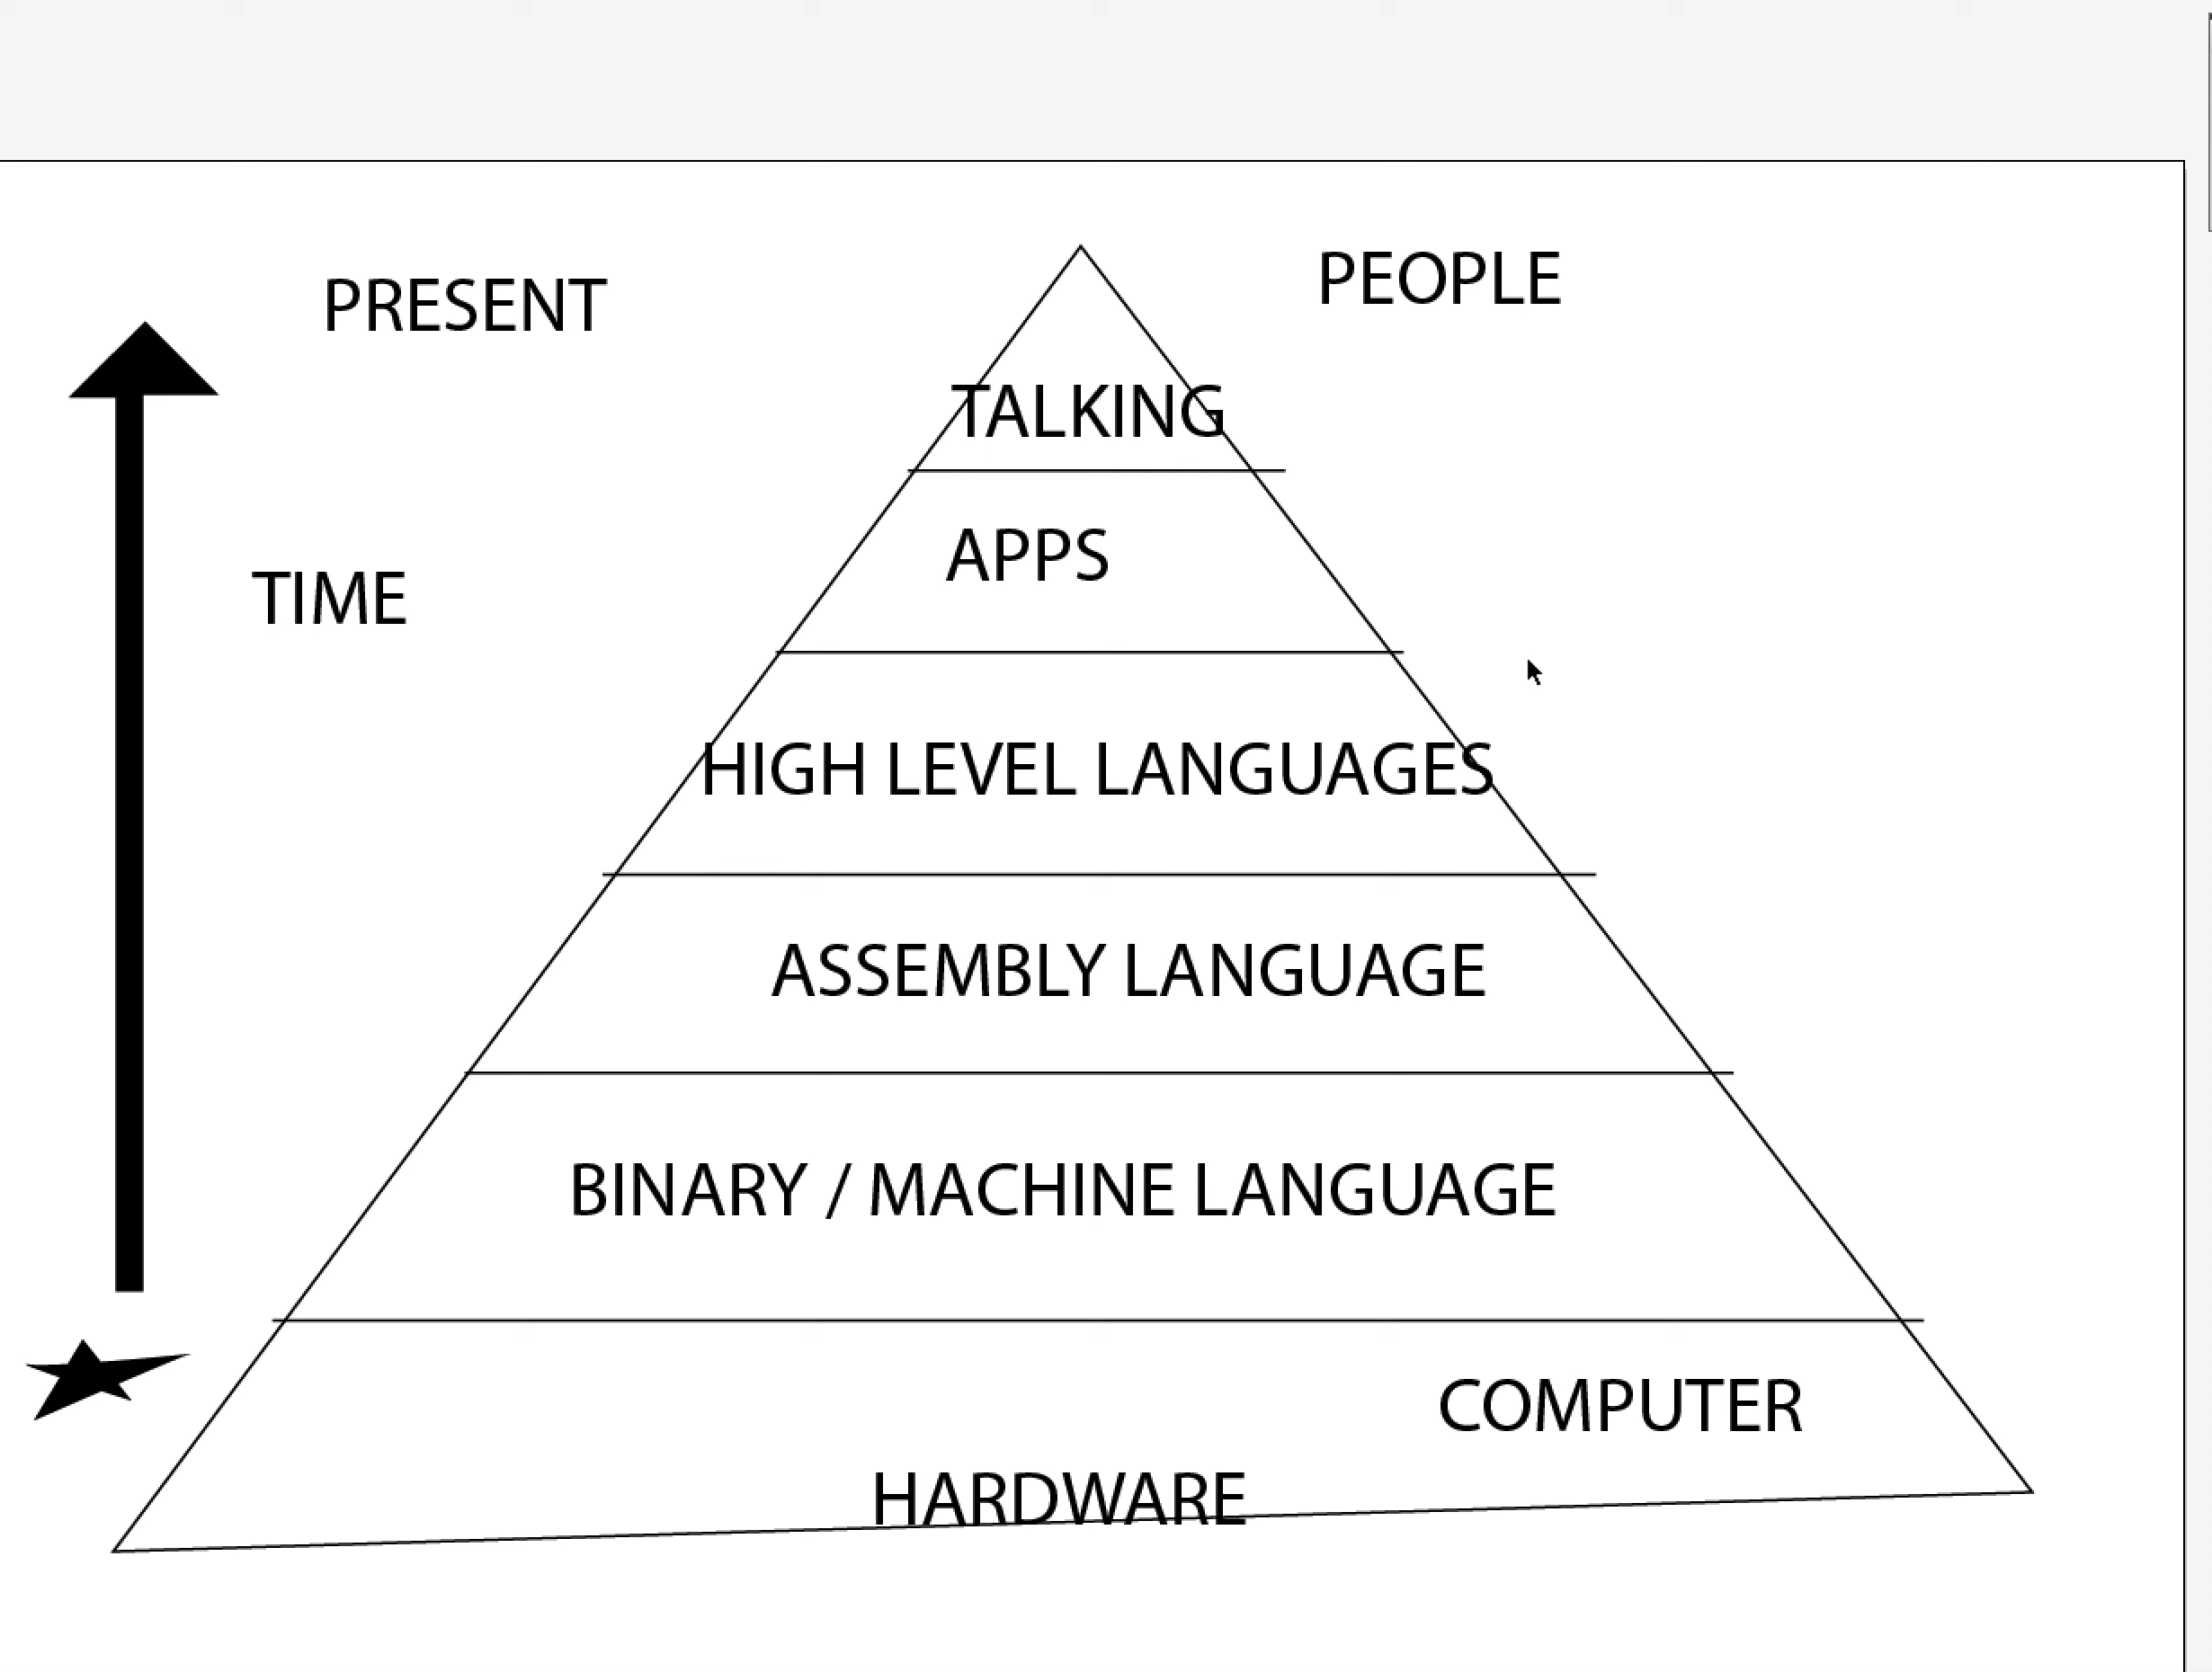 PEOPLE
PRESENT
TALKING
APPS
TIME
HIGH LEVEL LANGUAGES
ASSEMBLY LANGUAGE
BINARY / MACHINE LANGUAGE
COMPUTER
HARDWARE